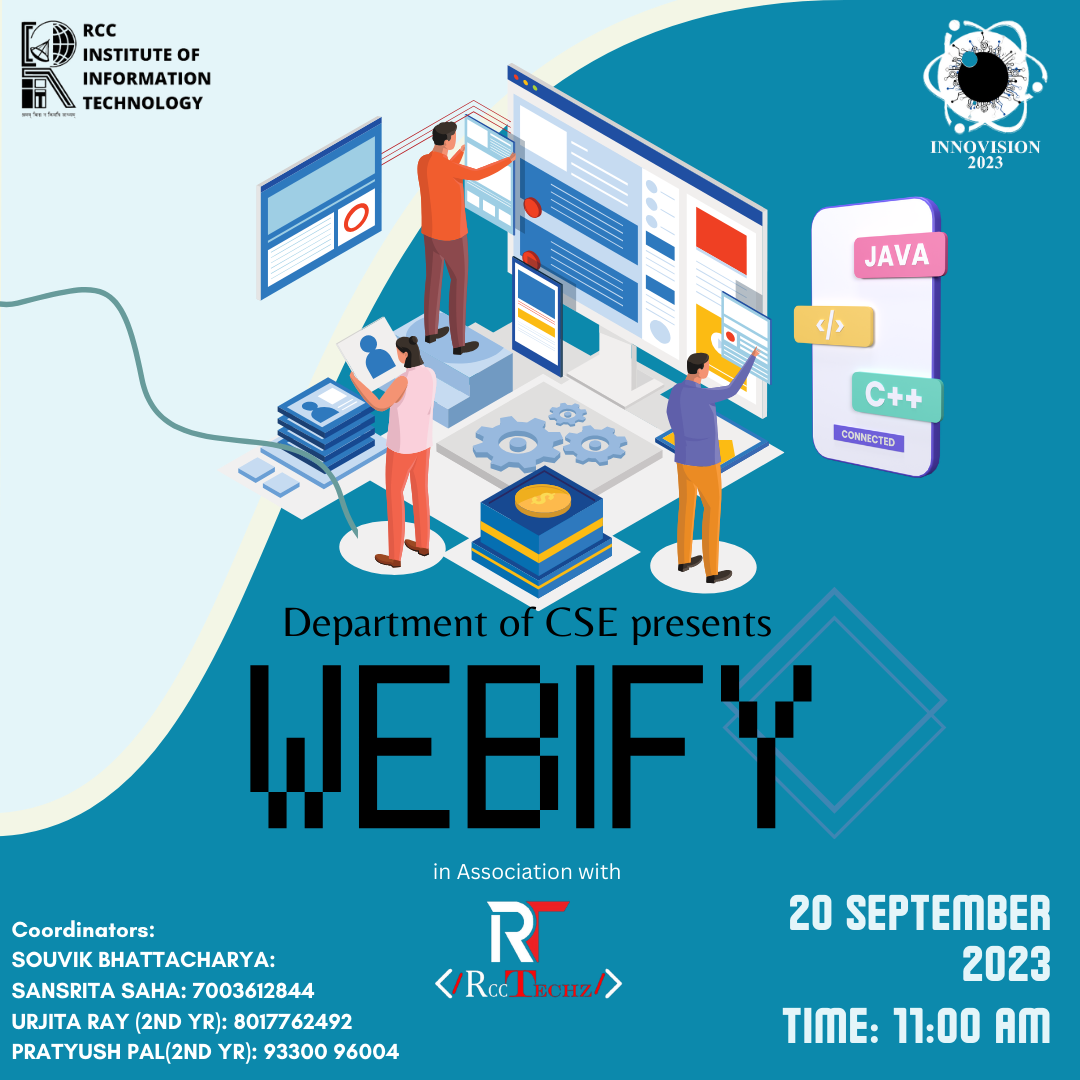 RCC
INSTITUTE OF
INFORMATION
TECHNOLOGY
INNOVISION
2023
JAVA
</>
C++
CONNECTED
Department of CSE presents
WEBIFY
in Association with
RT
</RCCTECHZ/>
Coordinators:
SOUVIK BHATTACHARYA:
SANSRITA SAHA: 7003612844
URJITA RAY (2ND YR): 8017762492
PRATYUSH PAL(2ND YR): 93300 96004
20 SEPTEMBER
2023
TIME: 11:00 AM